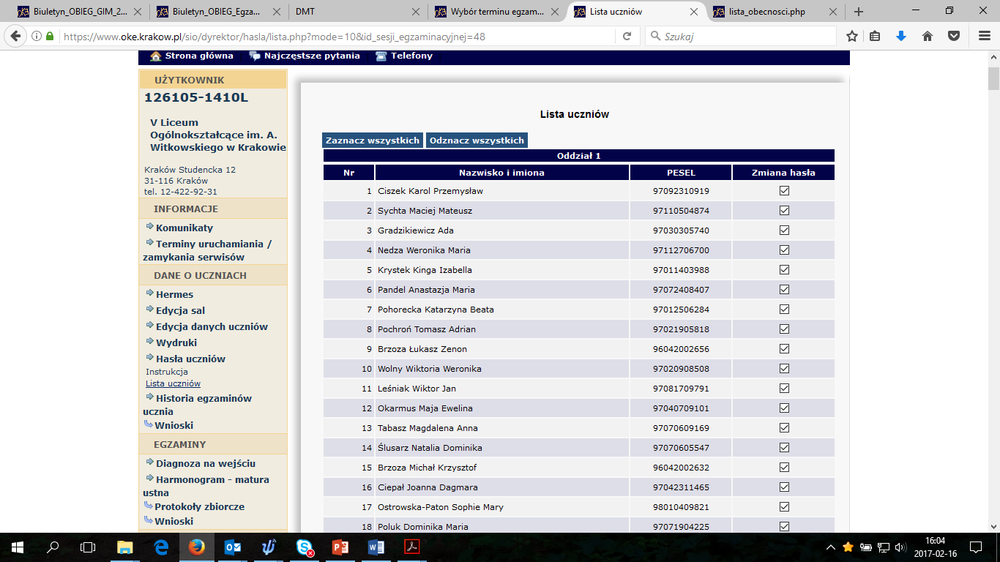 Biuletyn_OBIEG_GIM_2...
Biuletyn_OBIEG_Egza...
DMT
Wybór terminu egzam...
Lista uczniów
lista_obecnosci.php
https://www.oke.krakow.pl/sio/dyrektor/hasla/lista.php?mode=10&id_sesji_egzaminacyjnej=48
Szukaj
Strona główna
Najczęstsze pytania
Telefony
UŻYTKOWNIK
126105-1410L
V Liceum
Ogólnokształcące im. A.
Witkowskiego w Krakowie
Kraków Studencka 12
31-116 Kraków
tel. 12-422-92-31
INFORMACJE
Komunikaty
Terminy uruchamiania /
zamykania serwisów
DANE O UCZNIACH
Hermes
Edycja sal
Edycja danych uczniów
Wydruki
Hasła uczniów
Instrukcja
Lista uczniów
Historia egzaminów
ucznia
Wnioski
EGZAMINY
Diagnoza na wejściu
Harmonogram - matura
ustna
Protokoły zbiorcze
Wnioski
Lista uczniów
Zaznacz wszystkich Odznacz wszystkich
Oddział 1
Nr Nazwisko i imiona PESEL Zmiana hasła
1 Ciszek Karol Przemysław 97092310919
2 Sychta Maciej Mateusz 97110504874
3 Gradzikiewicz Ada 97030305740
4 Nedza Weronika Maria 97112706700
5 Krystek Kinga Izabella 97011403988
6 Pandel Anastazja Maria 97072408407
7 Pohorecka Katarzyna Beata 97012506284
8 Pochroń Tomasz Adrian 97021905818
9 Brzoza Łukasz Zenon 96042002656
10 Wolny Wiktoria Weronika 97020908508
11 Leśniak Wiktor Jan 97081709791
12 Okarmus Maja Ewelina 97040709101
13 Tabasz Magdalena Anna 97070609169
14 Ślusarz Natalia Dominika 97070605547
15 Brzoza Michał Krzysztof 96042002632
16 Ciepał Joanna Dagmara 97042311465
17 Ostrowska-Paton Sophie Mary 98010409821
18 Poluk Dominika Maria 97071904225
16:04
2017-02-16